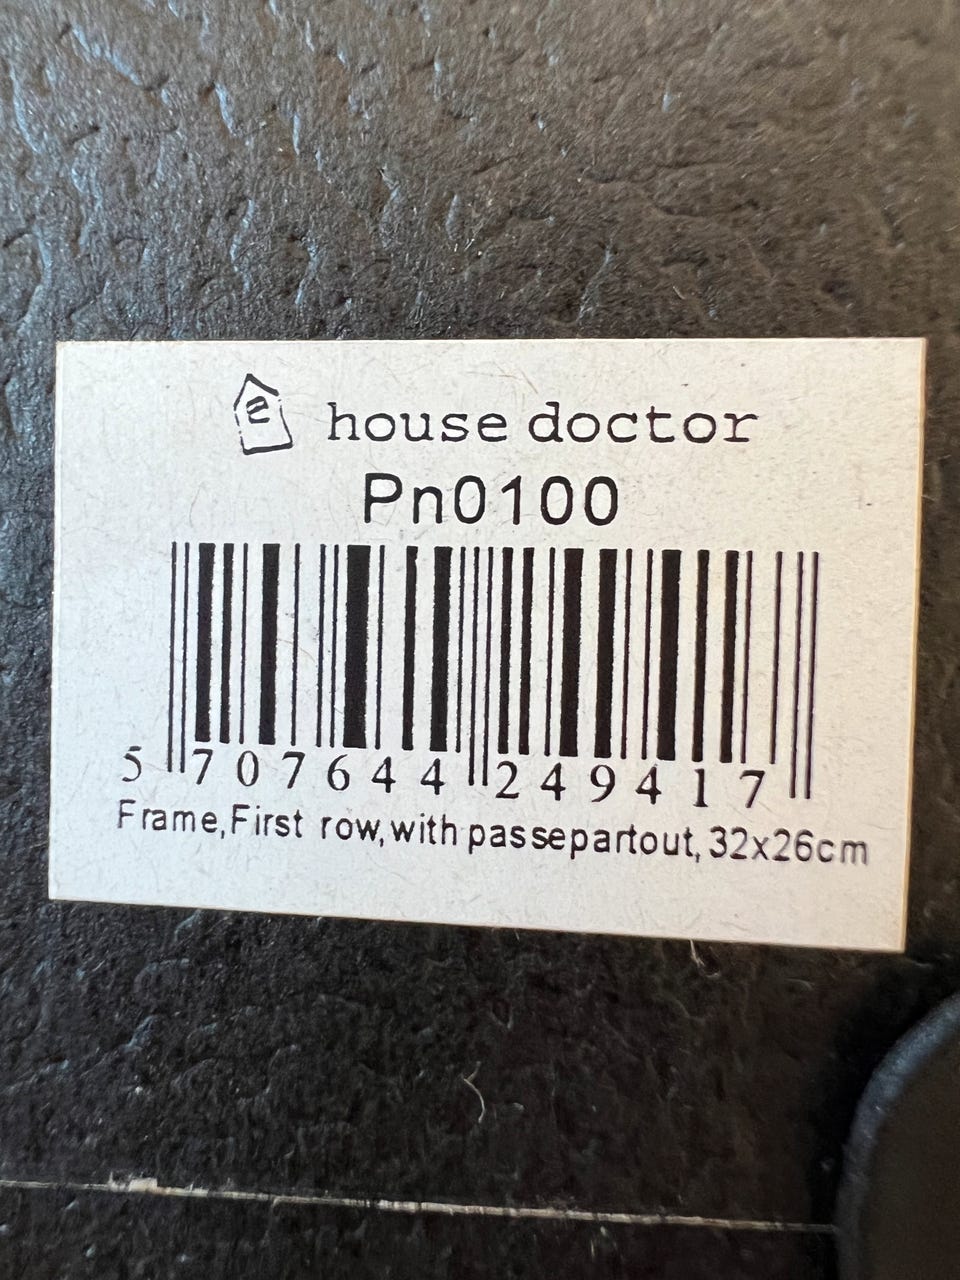 house doctor
Pn0100
5 707644 249417
Frame,First row,with passepartout, 32x26cm